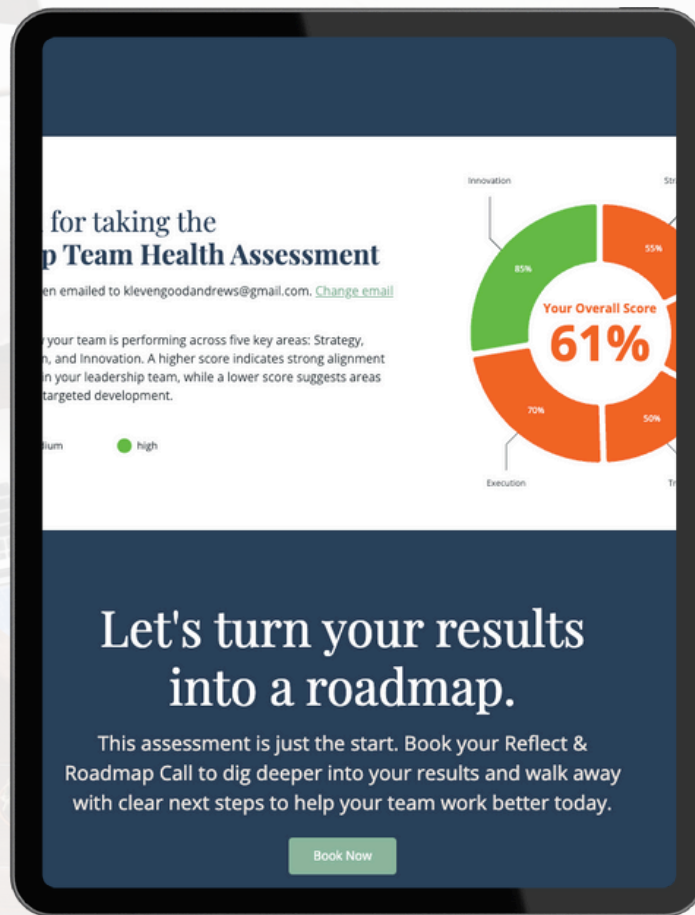 for taking the
p Team Health Assessment
en emailed to klevengoodandrews@gmail.com. Change email
your team is performing across five key areas: Strategy,
n, and Innovation. A higher score indicates strong alignment
in your leadership team, while a lower score suggests areas
targeted development.
dium
high
Innovation
Str
85%
55%
Your Overall Score
61%
70%
50%
Execution
Tr
Let's turn your results
into a roadmap.
This assessment is just the start. Book your Reflect &
Roadmap Call to dig deeper into your results and walk away
with clear next steps to help your team work better today.
Book Now